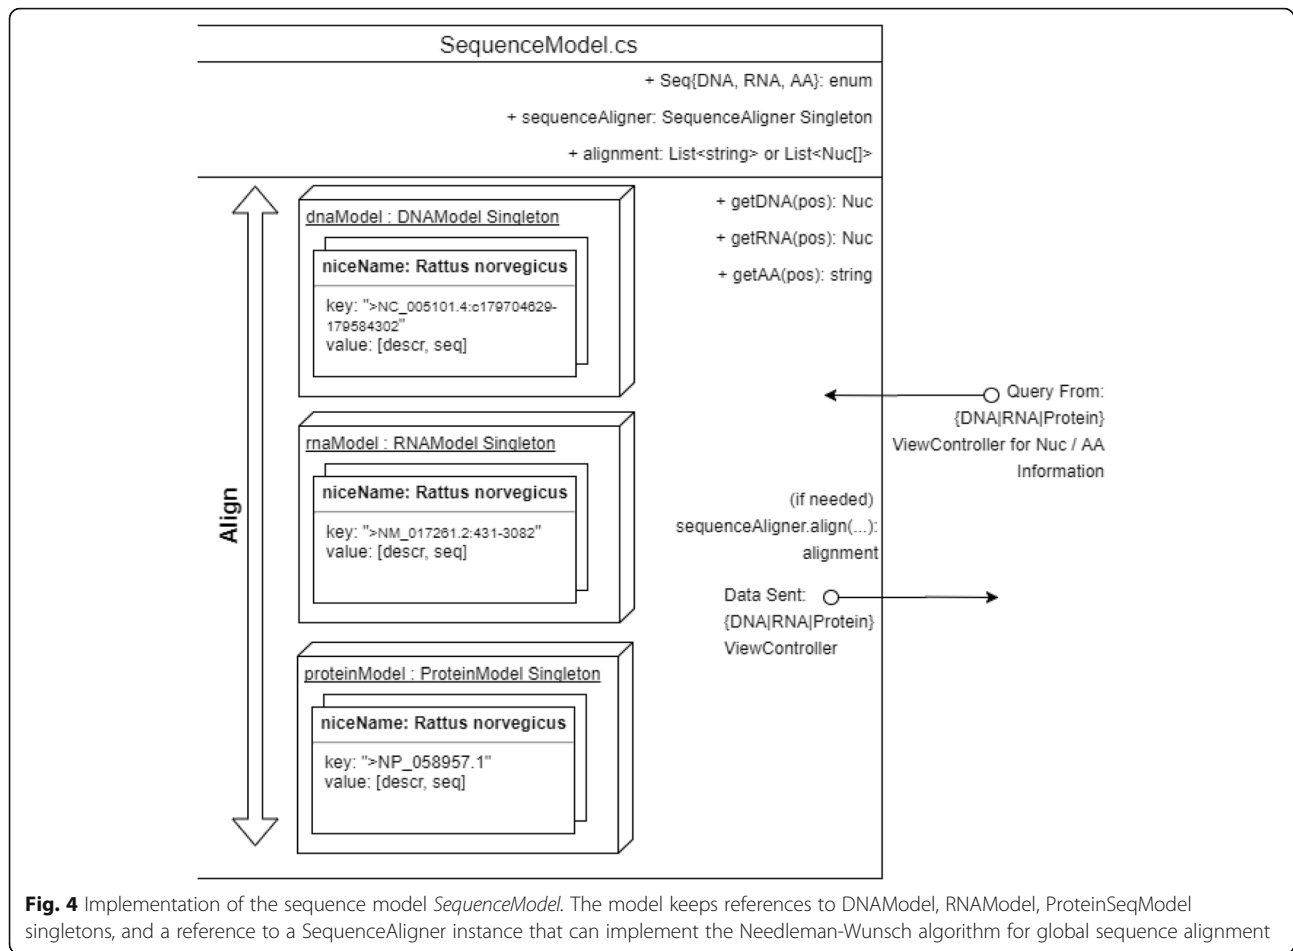 SequenceModel.cs
+ Seq{DNA, RNA, AA}: enum
+ sequenceAligner: SequenceAligner Singleton
+ alignment: List<string> or List<Nuc[]>
+ getDNA(pos): Nuc
+ getRNA(pos): Nuc
+ getAA(pos): string
Align
dnaModel : DNAModel Singleton
niceName: Rattus norvegicus
key: ">NC_005101.4:c179704629-
179584302"
value: [descr, seq]
rnaModel : RNAModel Singleton
niceName: Rattus norvegicus
key: ">NM_017261.2:431-3082"
value: [descr, seq]
proteinModel : ProteinModel Singleton
niceName: Rattus norvegicus
key: ">NP_058957.1"
value: [descr, seq]
Query From:
{DNA|RNA|Protein}
ViewController for Nuc / AA
Information
(if needed)
sequenceAligner.align(...):
alignment
Data Sent:
{DNA|RNA|Protein}
ViewController
Fig. 4 Implementation of the sequence model SequenceModel. The model keeps references to DNAModel, RNAModel, ProteinSeqModel
singletons, and a reference to a SequenceAligner instance that can implement the Needleman-Wunsch algorithm for global sequence alignment